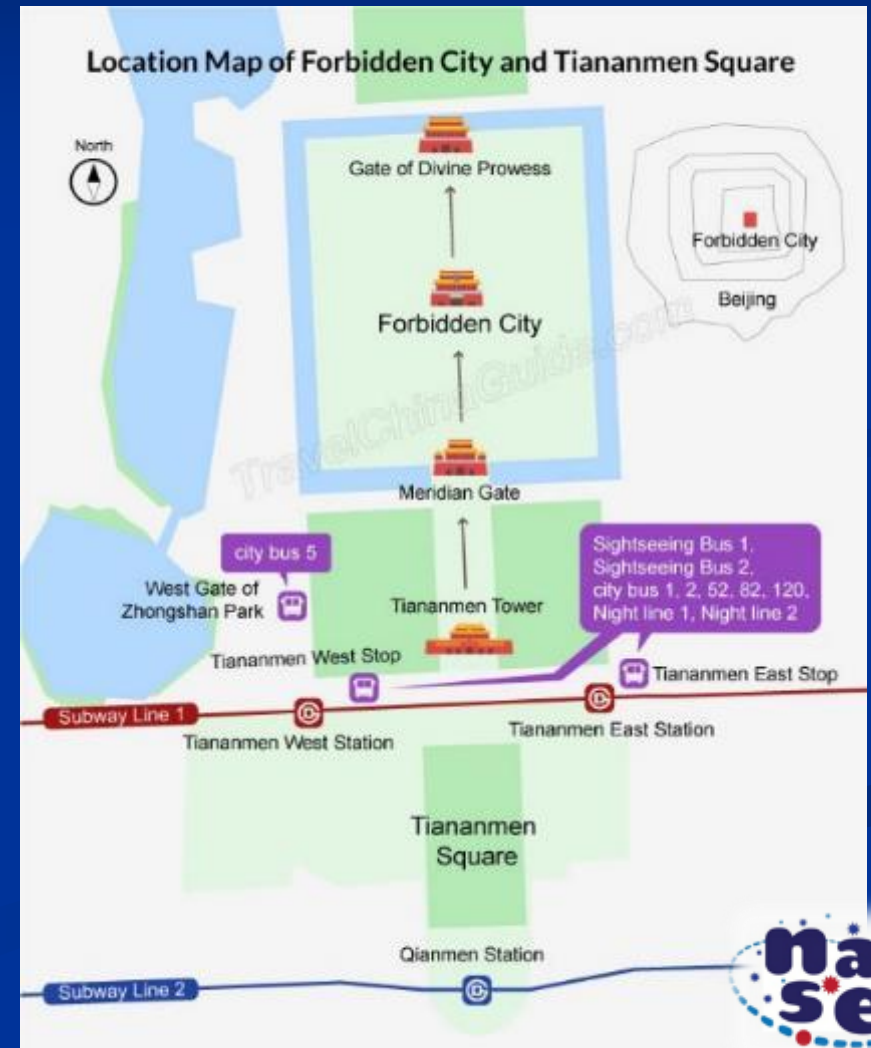 Location Map of Forbidden City and Tiananmen Square
North
Gate of Divine Prowess
Forbidden City
Beijing
Forbidden City
TravelChinaGuide.com
Meridian Gate
city bus 5
West Gate of
Zhongshan Park
Sightseeing Bus 1,
Sightseeing Bus 2,
city bus 1, 2, 52, 82, 120,
Night line 1, Night line 2
Tiananmen Tower
Tiananmen West Stop
Tiananmen East Stop
Subway Line 1
Tiananmen West Station
Tiananmen East Station
Tiananmen
Square
Qianmen Station
Subway Line 2
na
se